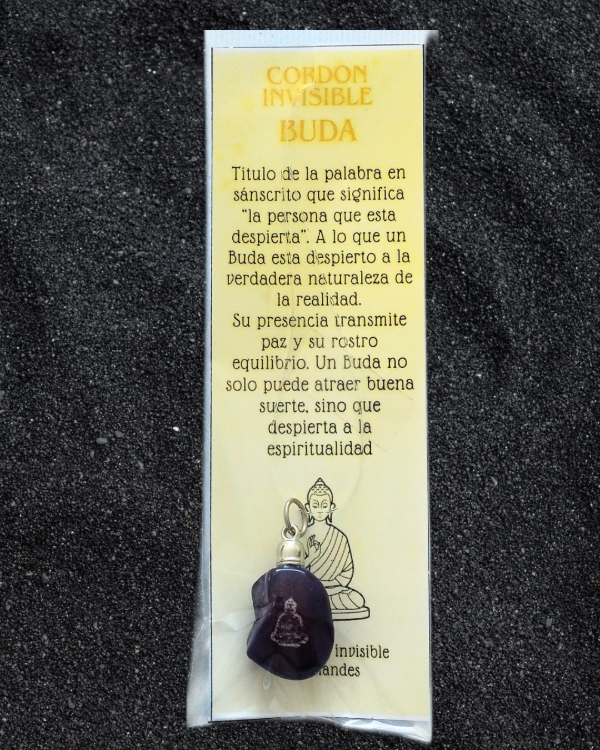 CORDON
INVISIBLE
BUDA
Titulo de la palabra en
sánscrito que significa
"la persona que esta
despierta". A lo que un
Buda esta despierto a la
verdadera naturaleza de
la realidad.
Su presencia transmite
paz y su rostro
equilibrio. Un Buda no
solo puede atraer buena
suerte, sino que
despierta a la
espiritualidad
invisible